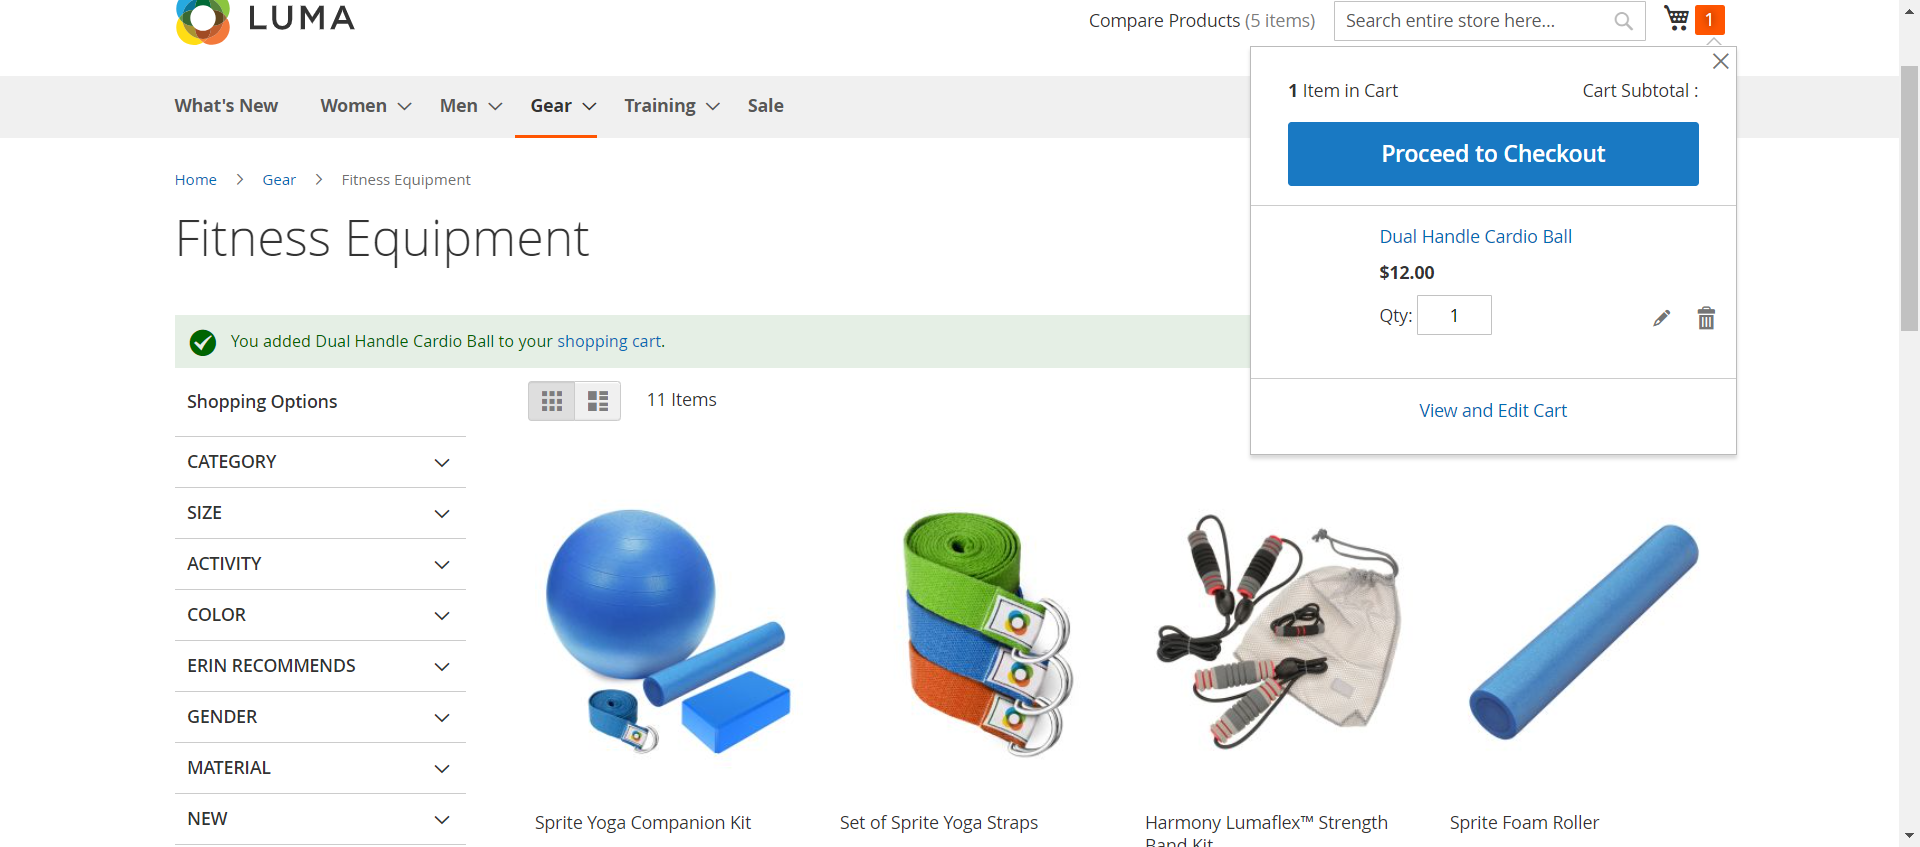 LUMA
Compare Products (5 items)
Search entire store here...
1
What's New
Women
Men
Gear
Training
Sale
1 Item in Cart
Cart Subtotal :
Proceed to Checkout
Dual Handle Cardio Ball
$12.00
Qty: 1
View and Edit Cart
Home > Gear > Fitness Equipment
Fitness Equipment
You added Dual Handle Cardio Ball to your shopping cart.
Shopping Options
CATEGORY
SIZE
ACTIVITY
COLOR
ERIN RECOMMENDS
GENDER
MATERIAL
NEW
11 Items
Sprite Yoga Companion Kit
Set of Sprite Yoga Straps
Harmony Lumaflex™ Strength
Band Kit
Sprite Foam Roller